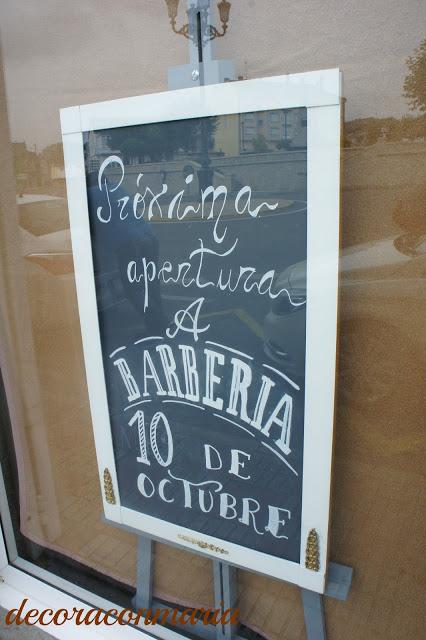 Próxima
apertura
A
BARBERIA
10 DE
OCTUBRE
decoraconmaria